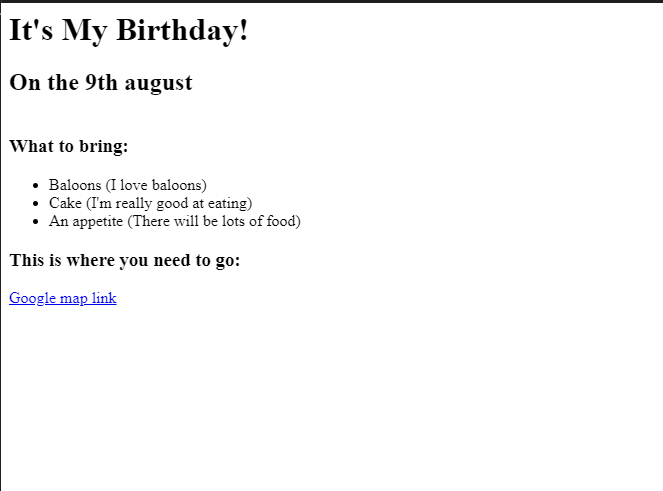 It's My Birthday!
On the 9th august
What to bring:
Baloons (I love baloons)
Cake (I'm really good at eating)
An appetite (There will be lots of food)
This is where you need to go:
Google map link